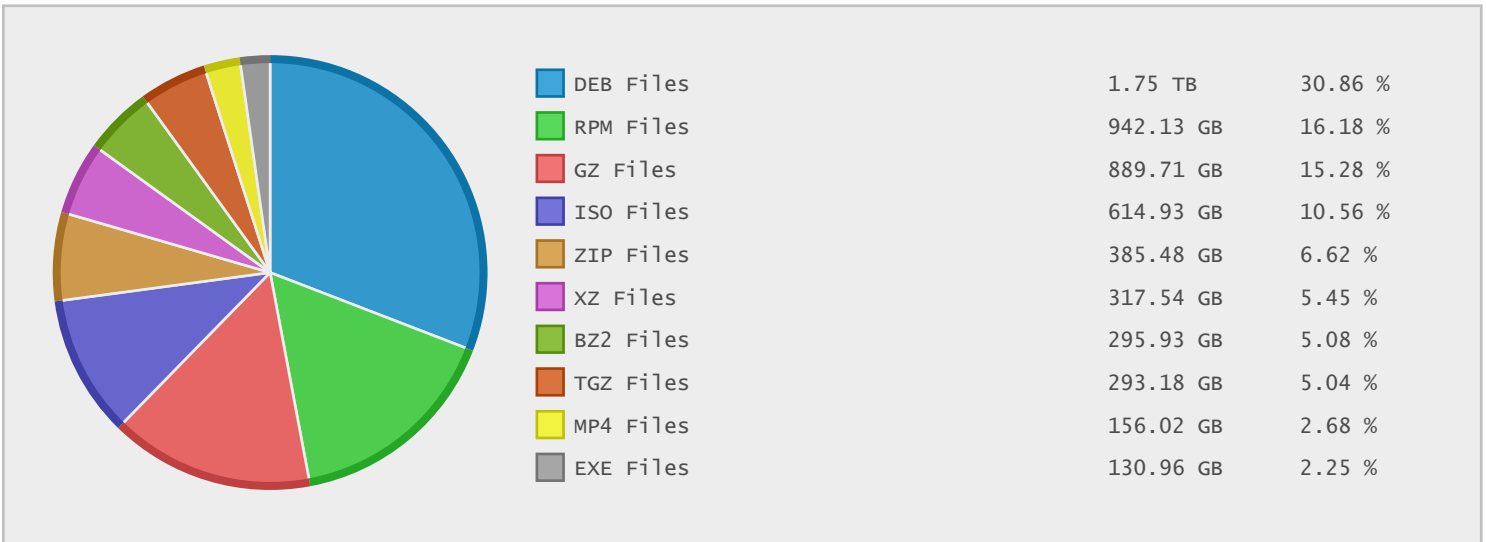 DEB Files 1.75 TB 30.86 %
RPM Files 942.13 GB 16.18 %
GZ Files 889.71 GB 15.28 %
ISO Files 614.93 GB 10.56 %
ZIP Files 385.48 GB 6.62 %
XZ Files 317.54 GB 5.45 %
BZ2 Files 295.93 GB 5.08 %
TGZ Files 293.18 GB 5.04 %
MP4 Files 156.02 GB 2.68 %
EXE Files 130.96 GB 2.25 %